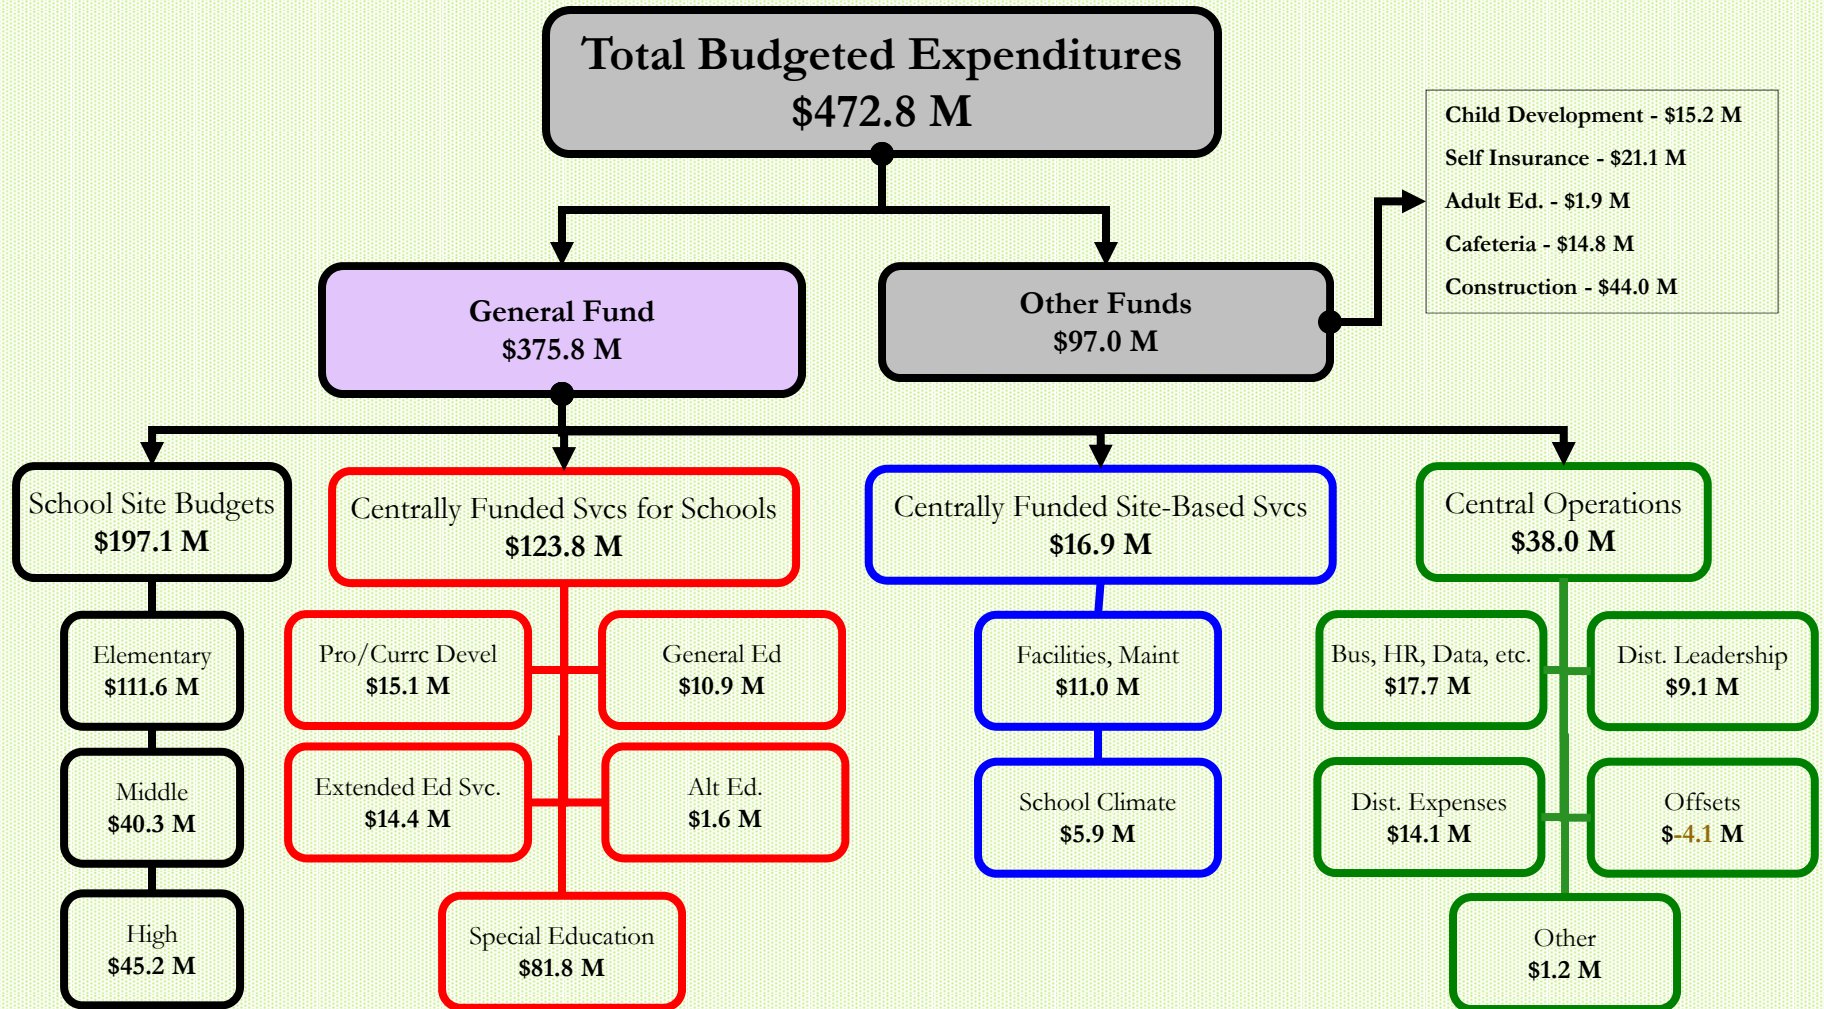 Total Budgeted Expenditures
$472.8 M
Child Development - $15.2 M
Self Insurance - $21.1 M
Adult Ed. - $1.9 M
Cafeteria - $14.8 M
Construction - $44.0 M
General Fund
$375.8 M
Other Funds
$97.0 M
School Site Budgets
$197.1 M
Centrally Funded Svcs for Schools
$123.8 M
Centrally Funded Site-Based Svcs
$16.9 M
Central Operations
$38.0 M
Elementary
$111.6 M
Pro/Currc Devel
$15.1 M
General Ed
$10.9 M
Facilities, Maint
$11.0 M
Bus, HR, Data, etc.
$17.7 M
Dist. Leadership
$9.1 M
Middle
$40.3 M
Extended Ed Svc.
$14.4 M
Alt Ed.
$1.6 M
School Climate
$5.9 M
Dist. Expenses
$14.1 M
Offsets
$-4.1 M
High
$45.2 M
Special Education
$81.8 M
Other
$1.2 M